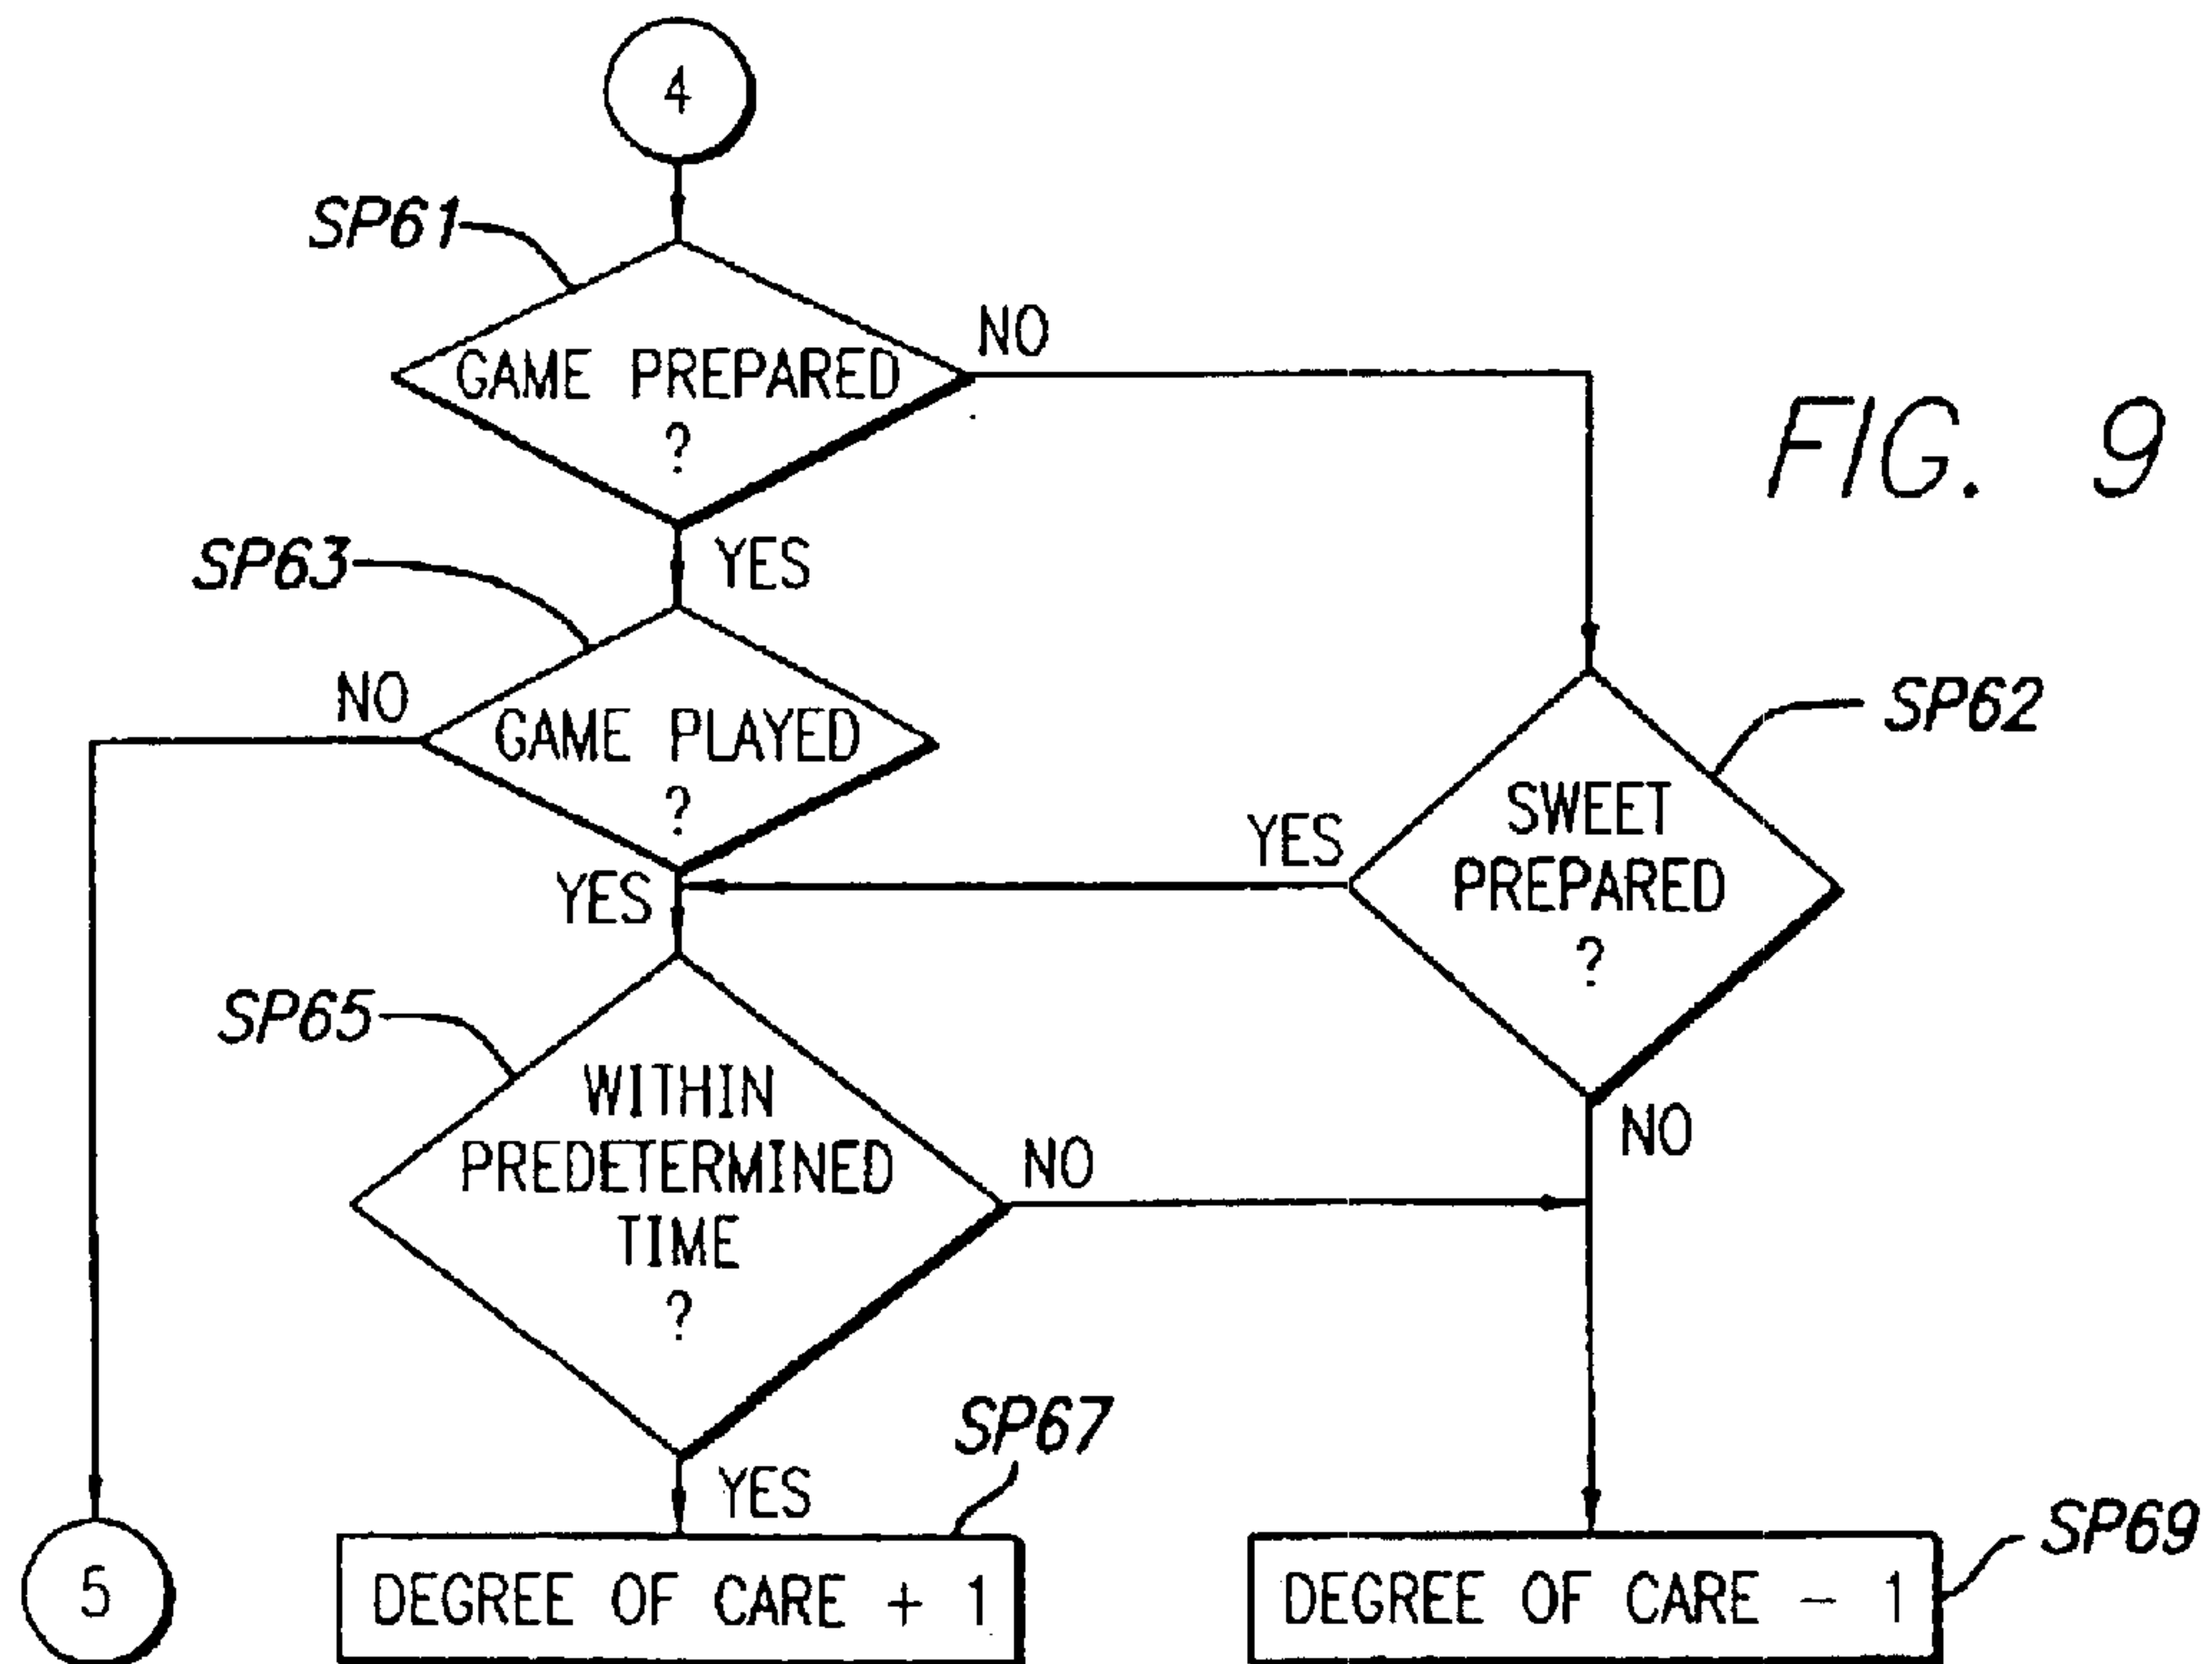 4
SP61
GAME PREPARED
?
NO
FIG. 9
YES
SP63
NO
GAME PLAYED
?
YES
SP62
SWEET
PREPARED
?
YES
NO
SP65
WITHIN
PREDETERMINED
TIME
?
NO
YES
SP67
SP69
5
DEGREE OF CARE + 1
DEGREE OF CARE - 1